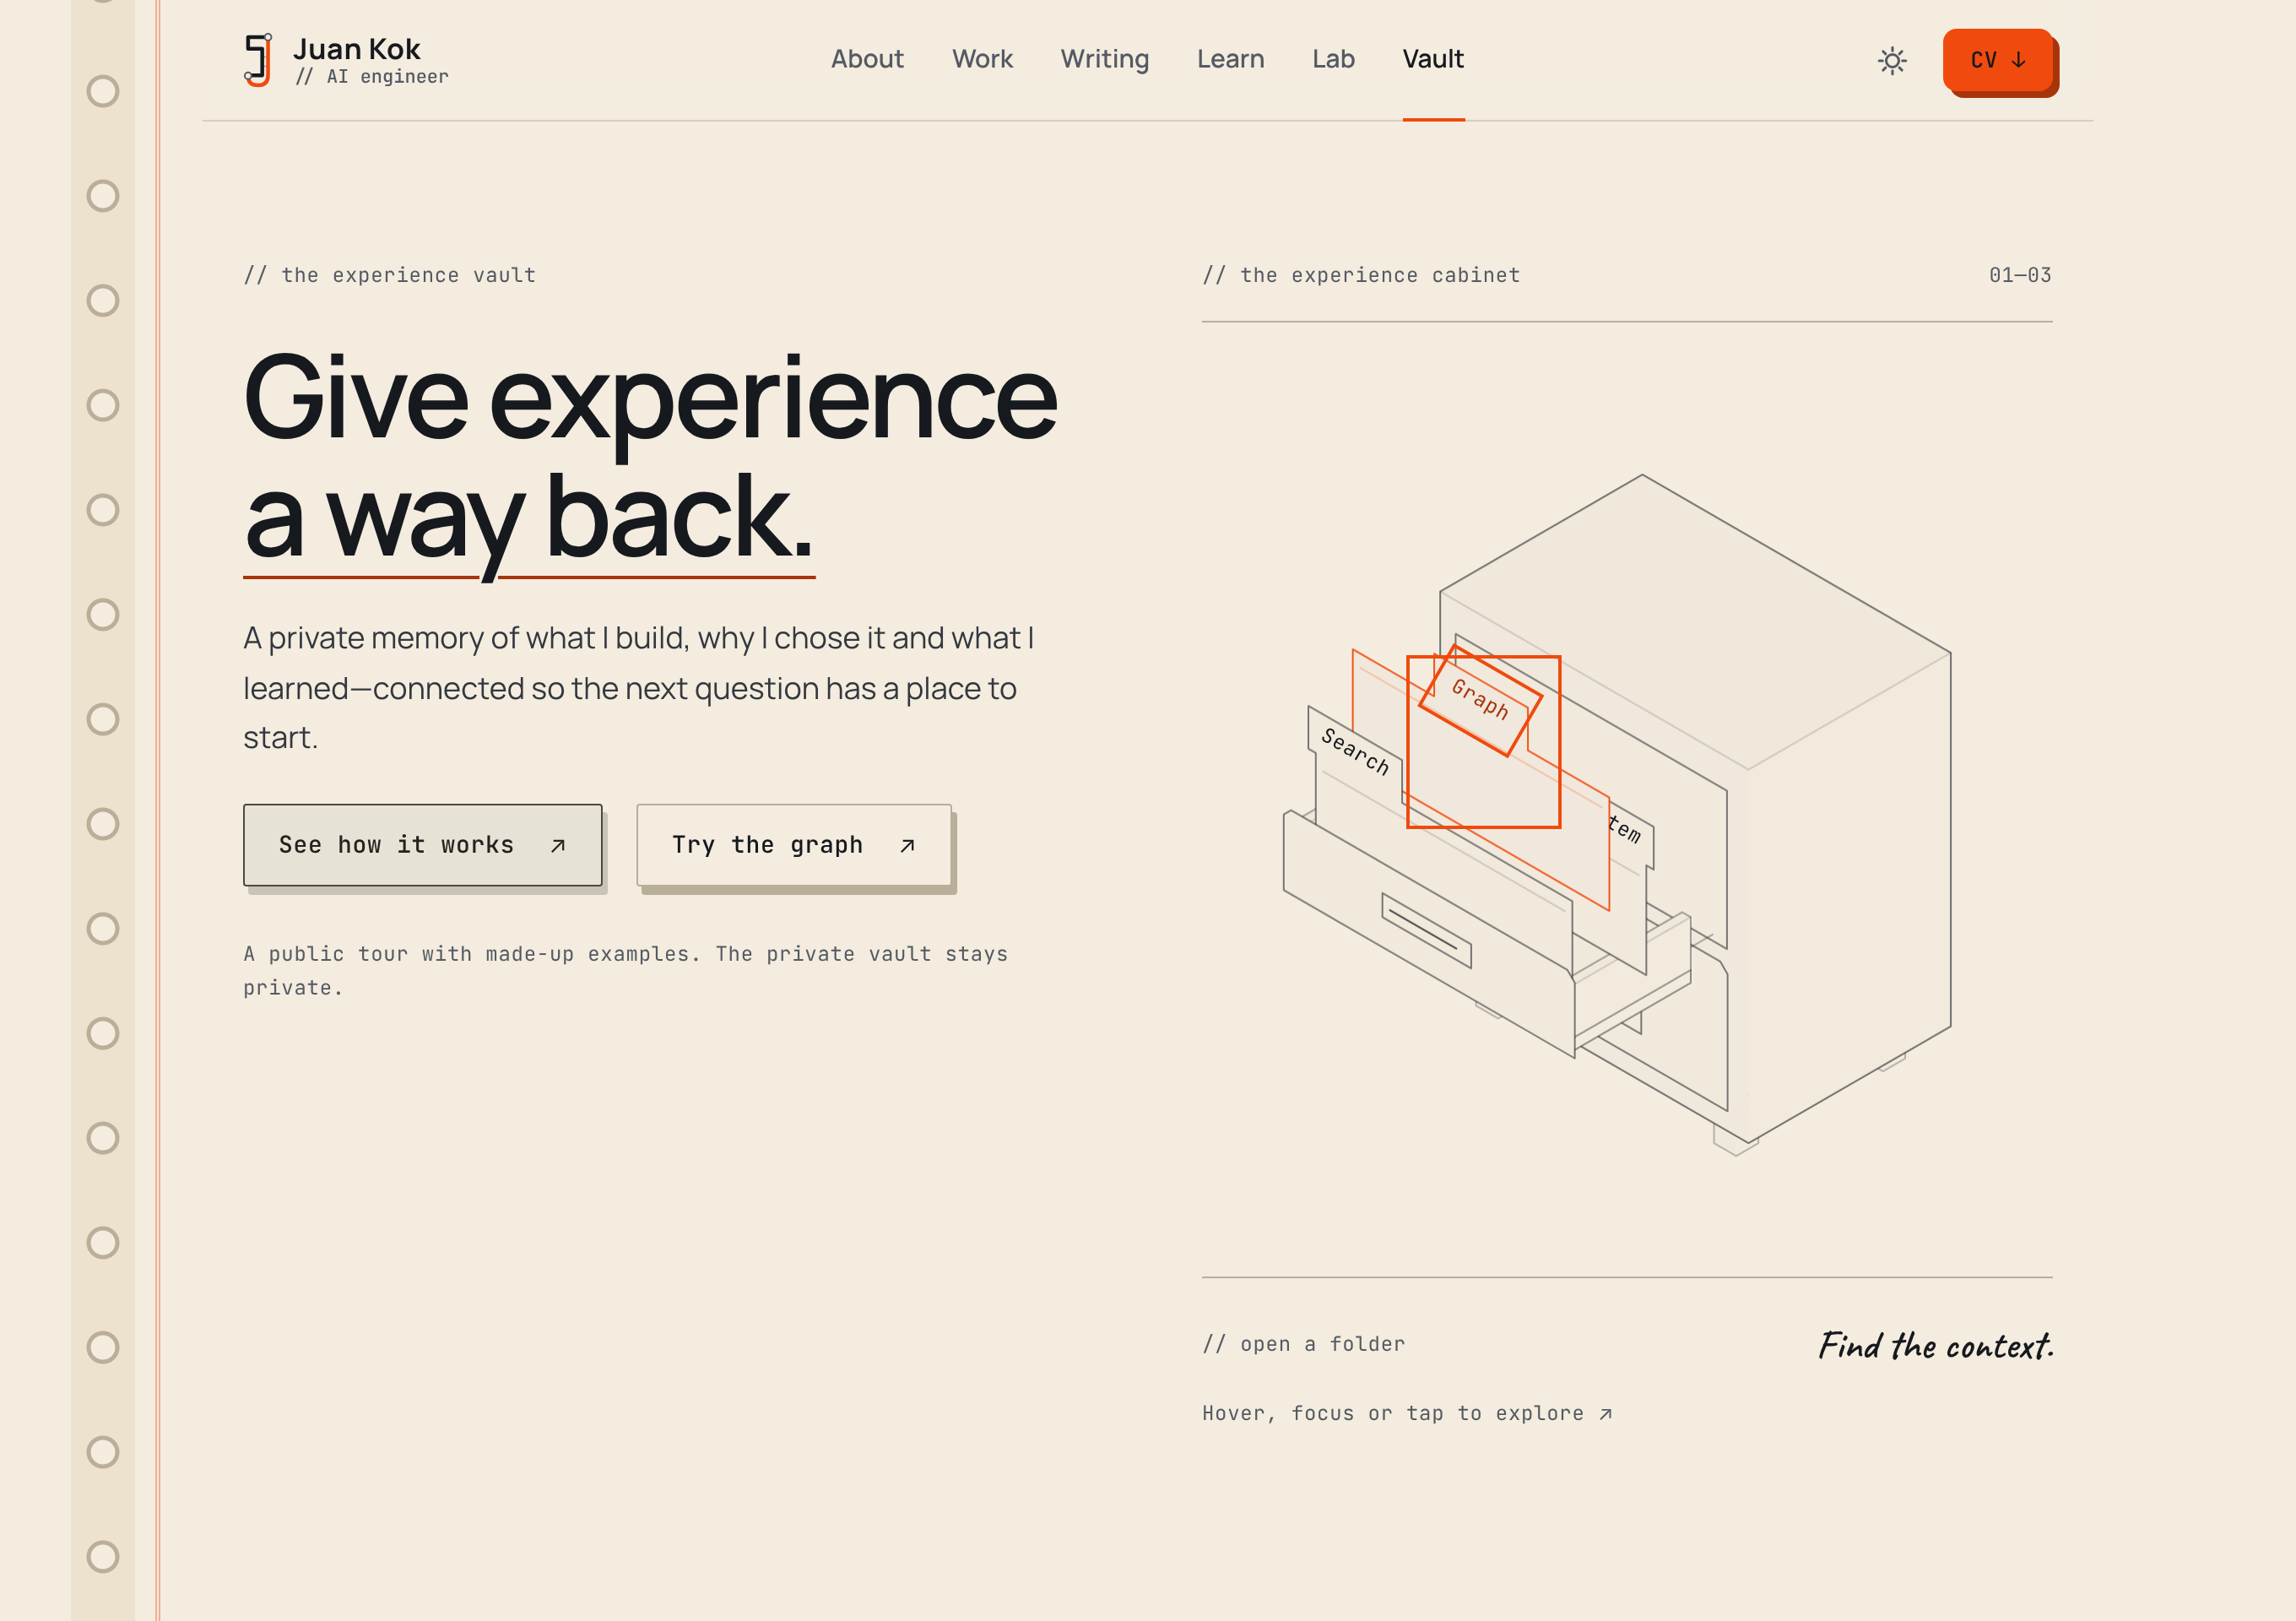 Juan Kok
// AI engineer
About Work Writing Learn Lab Vault
CV ↓
// the experience vault
Give experience
a way back.
A private memory of what I build, why I chose it and what I
learned—connected so the next question has a place to
start.
See how it works ↗
Try the graph ↗
A public tour with made-up examples. The private vault stays
private.
// the experience cabinet
01—03
Graph
Search
tem
// open a folder
Find the context.
Hover, focus or tap to explore ↗